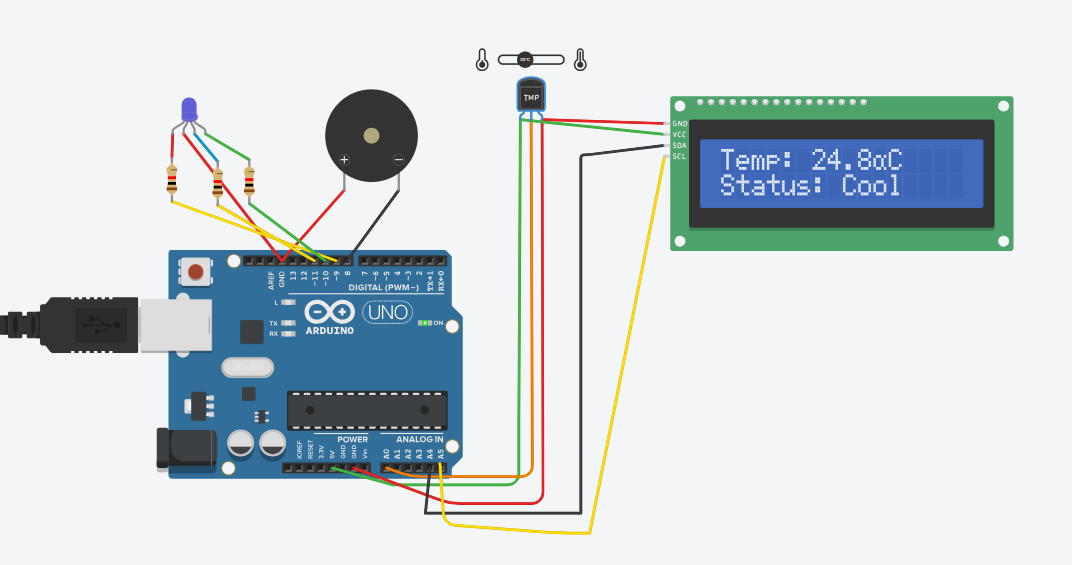 25°C
TMP
GND
VCC
SDA
SCL
Temp: 24.8αC
Status: Cool
+
−
AREF
GND
13
12
~11
~10
~9
8
7
~6
~5
4
~3
2
TX→1
RX←0
DIGITAL (PWM~)
L
TX
RX
UNO
ON
ARDUINO
IOREF
RESET
3.3V
5V
GND
GND
Vin
POWER
ANALOG IN
A0
A1
A2
A3
A4
A5